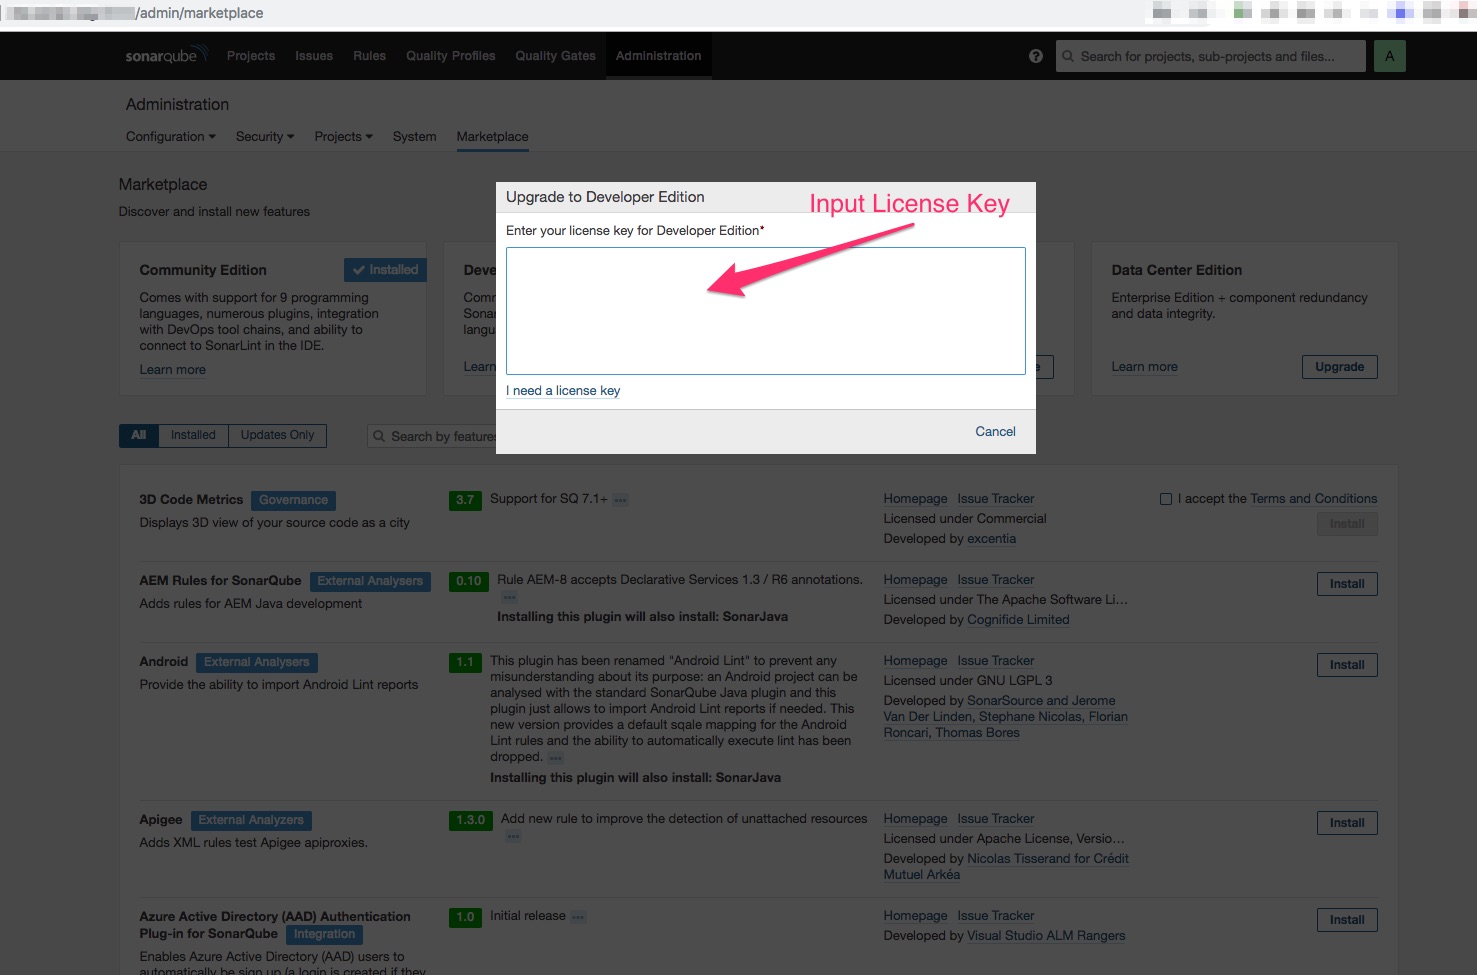 /admin/marketplace
sonarqube
Projects
Issues
Rules
Quality Profiles
Quality Gates
Administration
Search for projects, sub-projects and files...
A
Administration
Configuration
Security
Projects
System
Marketplace
Marketplace
Discover and install new features
Community Edition
Installed
Comes with support for 9 programming
languages, numerous plugins, integration
with DevOps tool chains, and ability to
connect to SonarLint in the IDE.
Learn more
Deve
Comm
Sona
langu
Learn
e
Data Center Edition
Enterprise Edition + component redundancy
and data integrity.
Learn more
Upgrade
Upgrade to Developer Edition
Input License Key
Enter your license key for Developer Edition*
I need a license key
Cancel
All
Installed
Updates Only
Search by features
3D Code Metrics
Governance
Displays 3D view of your source code as a city
3.7
Support for SQ 7.1+
Homepage Issue Tracker
Licensed under Commercial
Developed by excentia
I accept the Terms and Conditions
Install
AEM Rules for SonarQube
External Analysers
Adds rules for AEM Java development
0.10
Rule AEM-8 accepts Declarative Services 1.3 / R6 annotations.
Installing this plugin will also install: SonarJava
Homepage Issue Tracker
Licensed under The Apache Software Li...
Developed by Cognifide Limited
Install
Android
External Analysers
Provide the ability to import Android Lint reports
1.1
This plugin has been renamed "Android Lint" to prevent any
misunderstanding about its purpose: an Android project can be
analysed with the standard SonarQube Java plugin and this
plugin just allows to import Android Lint reports if needed. This
new version provides a default sqale mapping for the Android
Lint rules and the ability to automatically execute lint has been
dropped.
Installing this plugin will also install: SonarJava
Homepage Issue Tracker
Licensed under GNU LGPL 3
Developed by SonarSource and Jerome
Van Der Linden, Stephane Nicolas, Florian
Roncari, Thomas Bores
Install
Apigee
External Analyzers
Adds XML rules test Apigee apiproxies.
1.3.0
Add new rule to improve the detection of unattached resources
Homepage Issue Tracker
Licensed under Apache License, Versio...
Developed by Nicolas Tisserand for Crédit
Mutuel Arkéa
Install
Azure Active Directory (AAD) Authentication
Plug-in for SonarQube
Integration
Enables Azure Active Directory (AAD) users to
automatically be sign up (a login is created if they
1.0
Initial release
Homepage Issue Tracker
Developed by Visual Studio ALM Rangers
Install